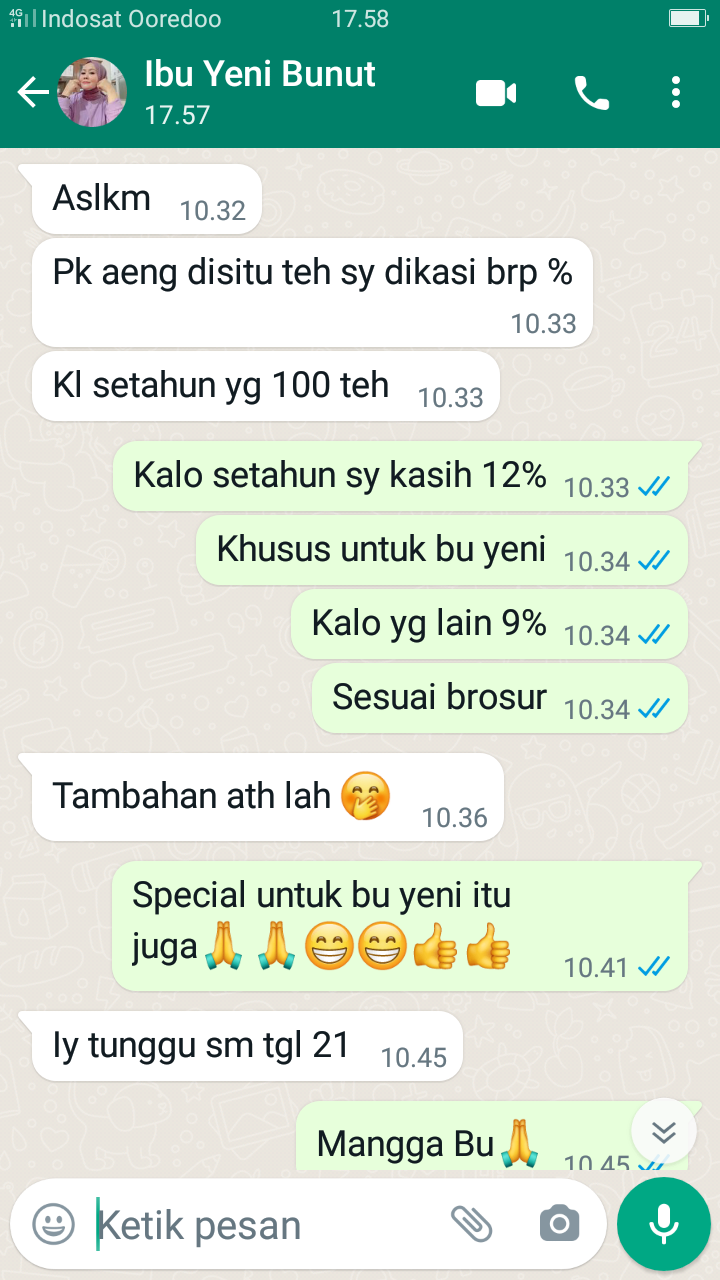 4G Indosat Ooredoo 17.58
Ibu Yeni Bunut
17.57
Aslkm 10.32
Pk aeng disitu teh sy dikasi brp %
10.33
Kl setahun yg 100 teh 10.33
Kalo setahun sy kasih 12% 10.33
Khusus untuk bu yeni 10.34
Kalo yg lain 9% 10.34
Sesuai brosur 10.34
Tambahan ath lah 🤭 10.36
Special untuk bu yeni itu
juga🙏🙏😁😁👍👍 10.41
Iy tunggu sm tgl 21 10.45
Mangga Bu🙏 10.45
Ketik pesan